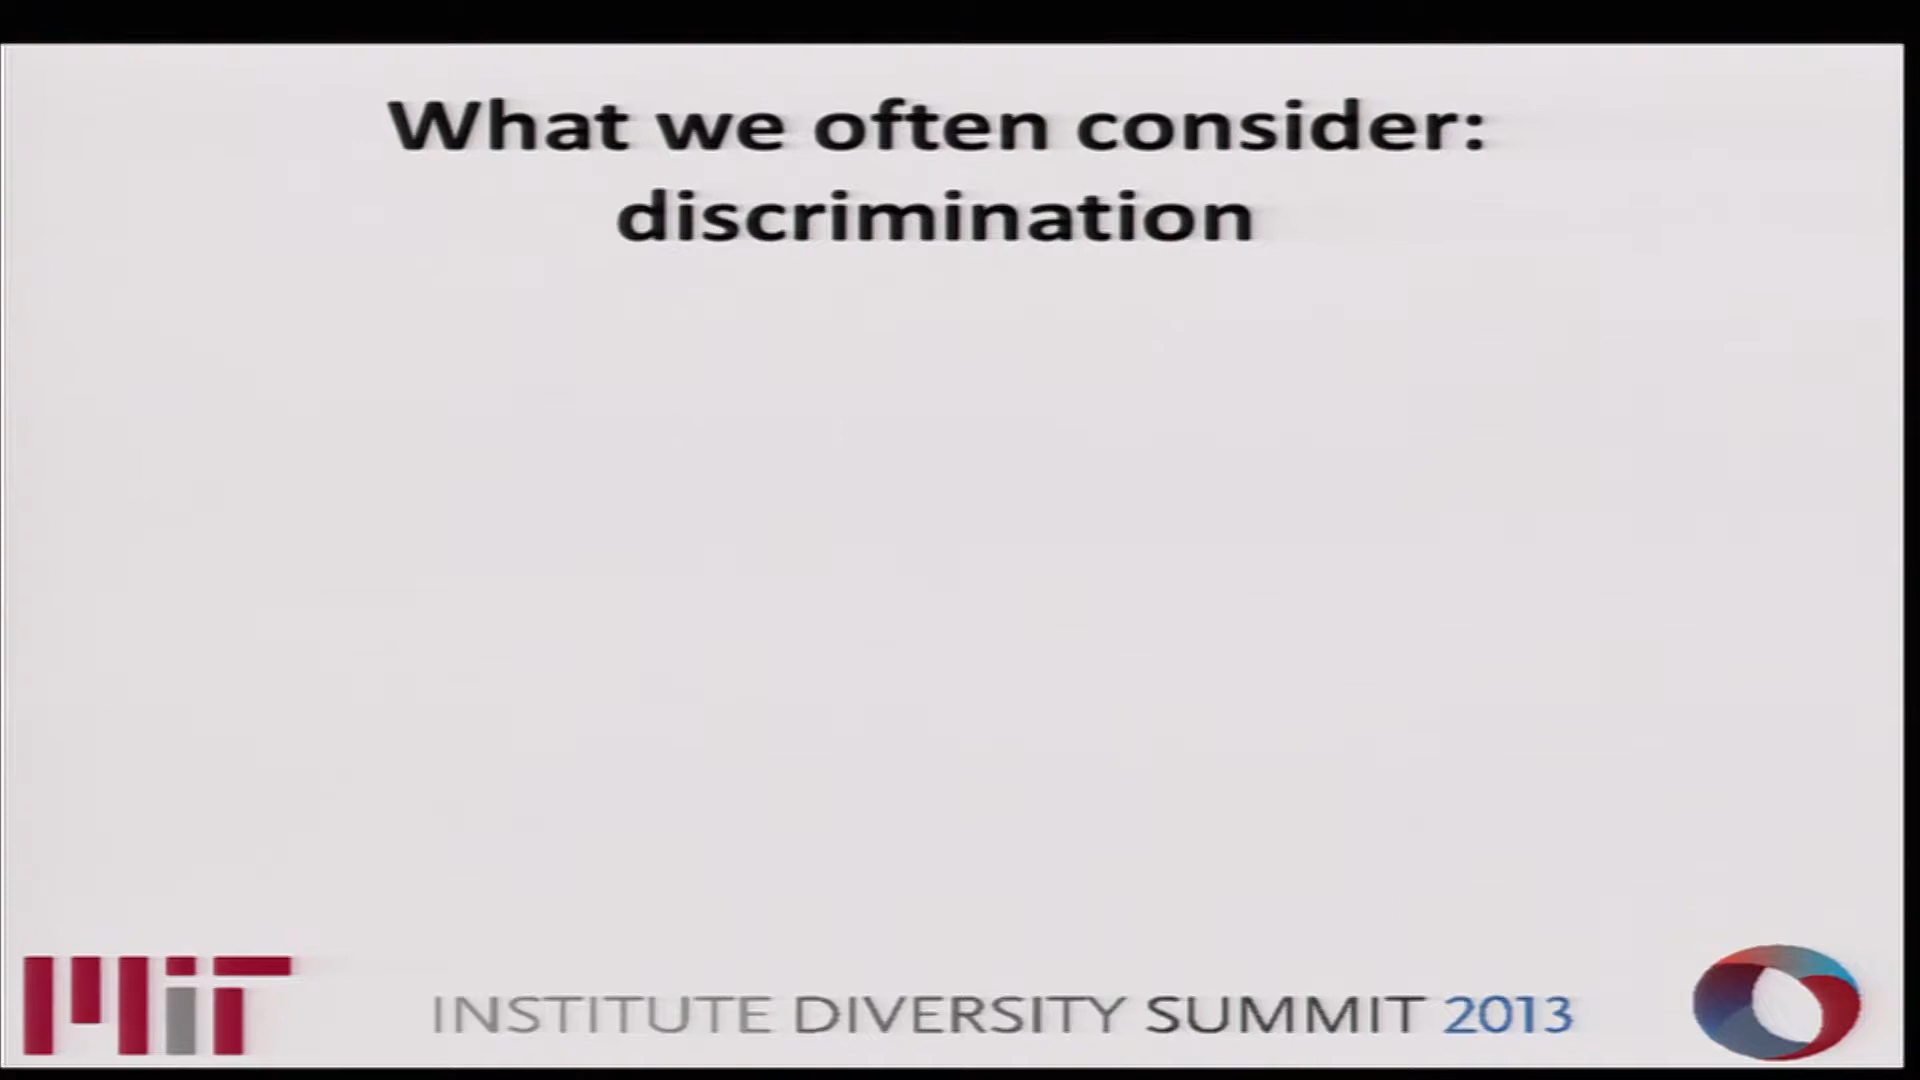 What we often consider:
discrimination
MIT
INSTITUTE DIVERSITY SUMMIT 2013